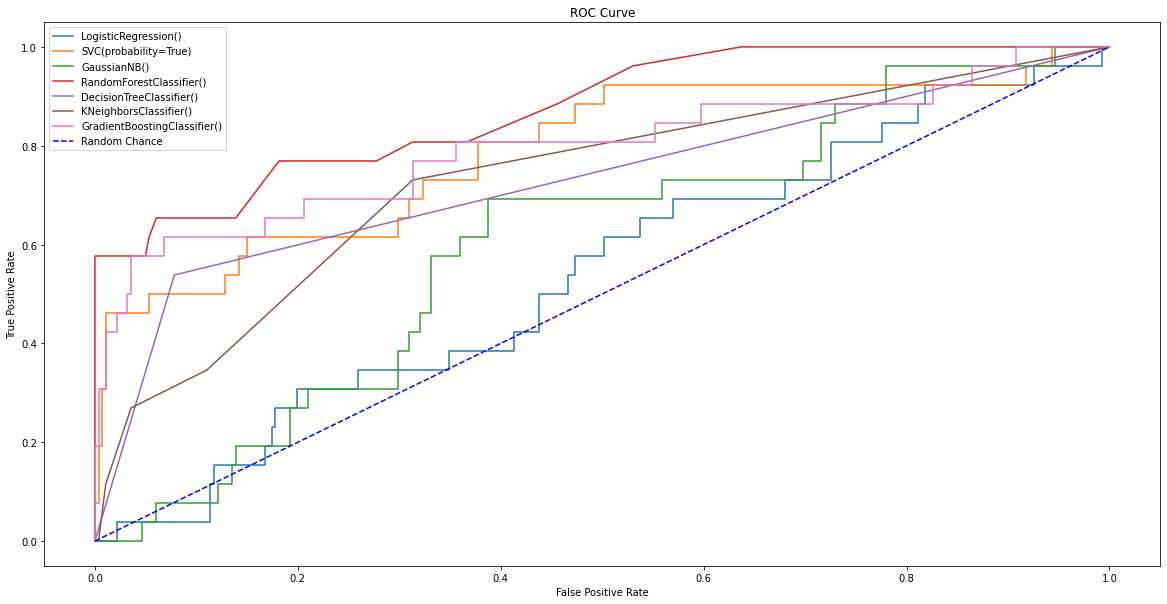 ROC Curve
LogisticRegression()
SVC(probability=True)
GaussianNB()
RandomForestClassifier()
DecisionTreeClassifier()
KNeighborsClassifier()
GradientBoostingClassifier()
Random Chance
True Positive Rate
1.0
0.8
0.6
0.4
0.2
0.0
0.0 0.2 0.4 0.6 0.8 1.0
False Positive Rate